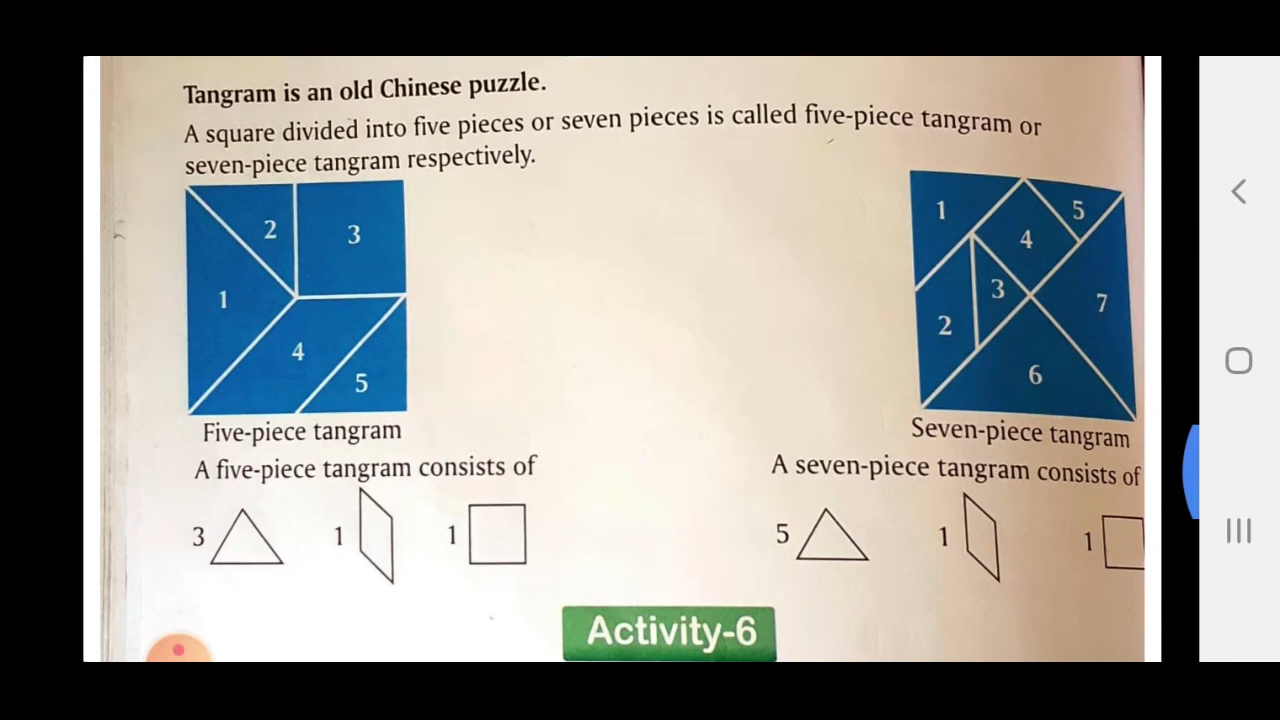 Tangram is an old Chinese puzzle.
A square divided into five pieces or seven pieces is called five-piece tangram or
seven-piece tangram respectively.
1
2
3
4
5
1
2
3
4
5
6
7
Five-piece tangram
Seven-piece tangram
A five-piece tangram consists of
A seven-piece tangram consists of
3
1
1
5
1
1
Activity-6